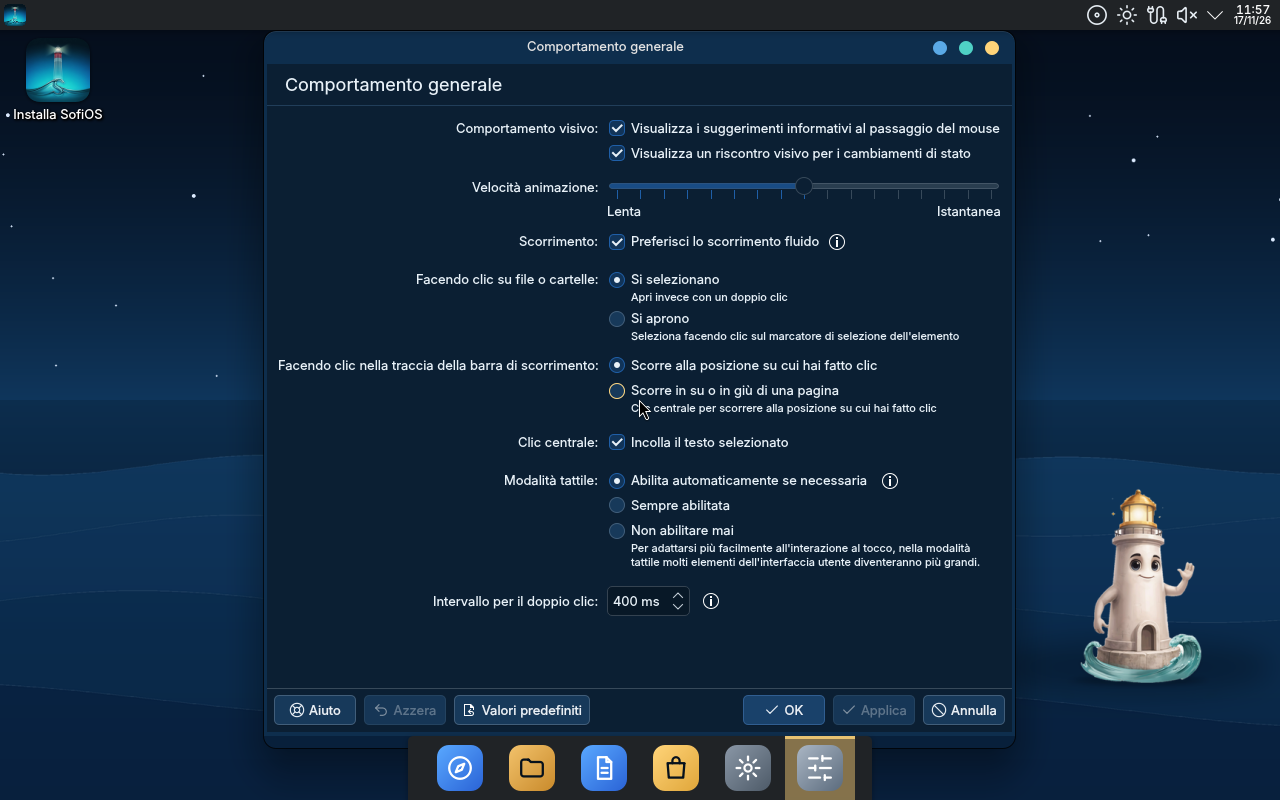 11:57
17/11/26
Comportamento generale
Installa SofiOS
Comportamento generale
Comportamento visivo:
Visualizza i suggerimenti informativi al passaggio del mouse
Visualizza un riscontro visivo per i cambiamenti di stato
Velocità animazione:
Lenta
Istantanea
Scorrimento:
Preferisci lo scorrimento fluido
Facendo clic su file o cartelle:
Si selezionano
Apri invece con un doppio clic
Si aprono
Seleziona facendo clic sul marcatore di selezione dell'elemento
Facendo clic nella traccia della barra di scorrimento:
Scorre alla posizione su cui hai fatto clic
Scorre in su o in giù di una pagina
Clic centrale per scorrere alla posizione su cui hai fatto clic
Clic centrale:
Incolla il testo selezionato
Modalità tattile:
Abilita automaticamente se necessaria
Sempre abilitata
Non abilitare mai
Per adattarsi più facilmente all'interazione al tocco, nella modalità
tattile molti elementi dell'interfaccia utente diventeranno più grandi.
Intervallo per il doppio clic:
400 ms
Aiuto
Azzera
Valori predefiniti
OK
Applica
Annulla